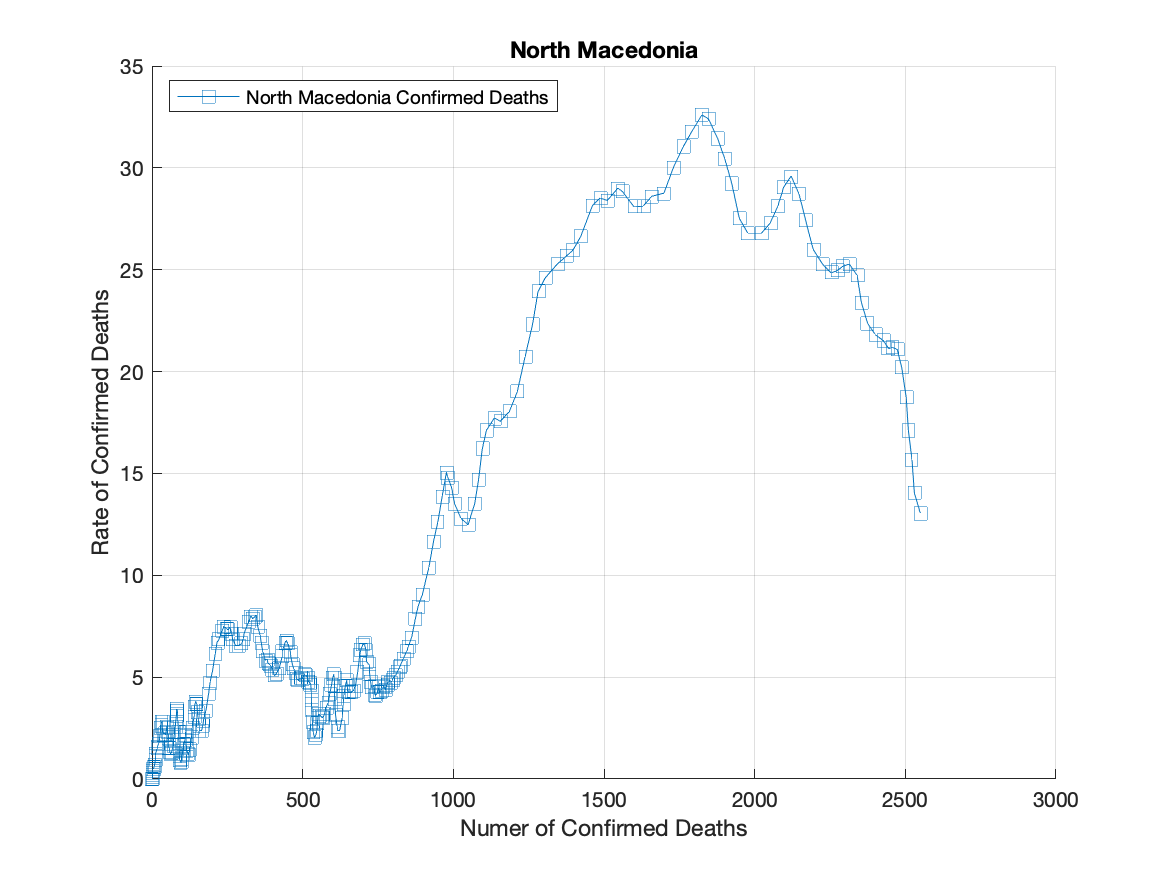 North Macedonia
North Macedonia Confirmed Deaths
35
30
25
20
15
10
5
0
Rate of Confirmed Deaths
0 500 1000 1500 2000 2500 3000
Numer of Confirmed Deaths